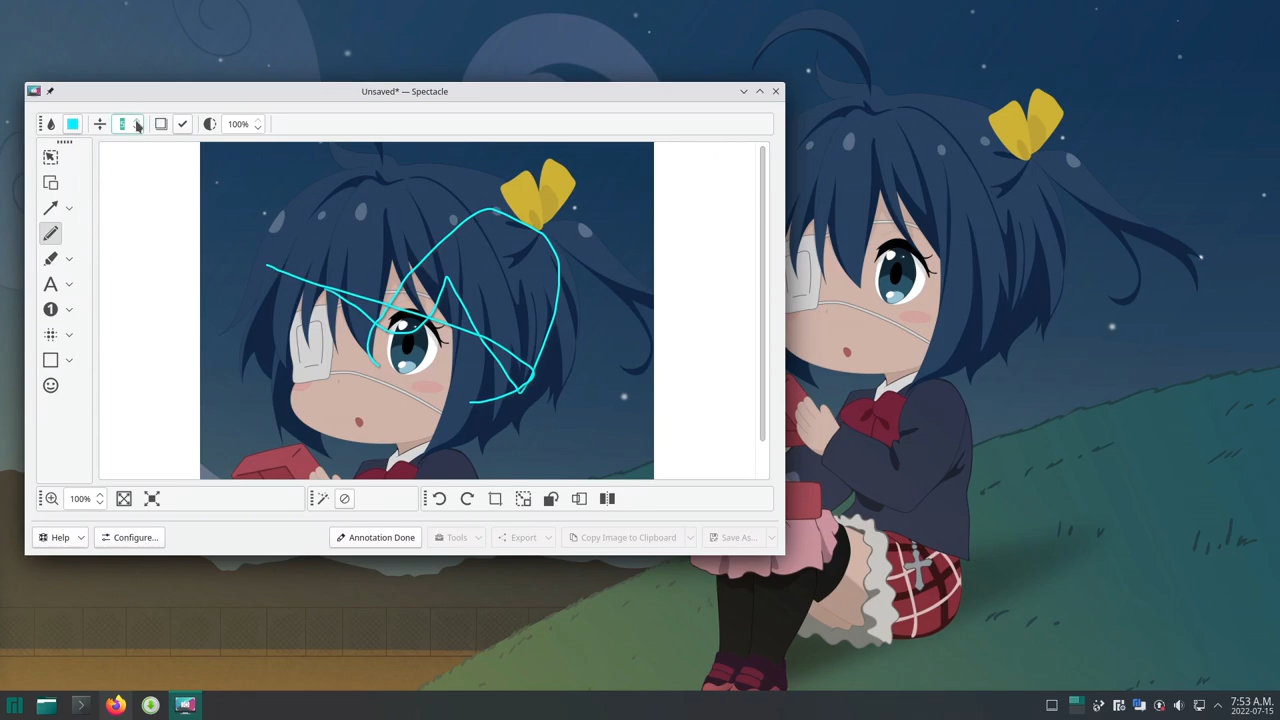 Unsaved* — Spectacle
100%
A
1
100%
Help
Configure...
Annotation Done
Tools
Export
Copy Image to Clipboard
Save As...
7:53 A.M.
2022-07-15